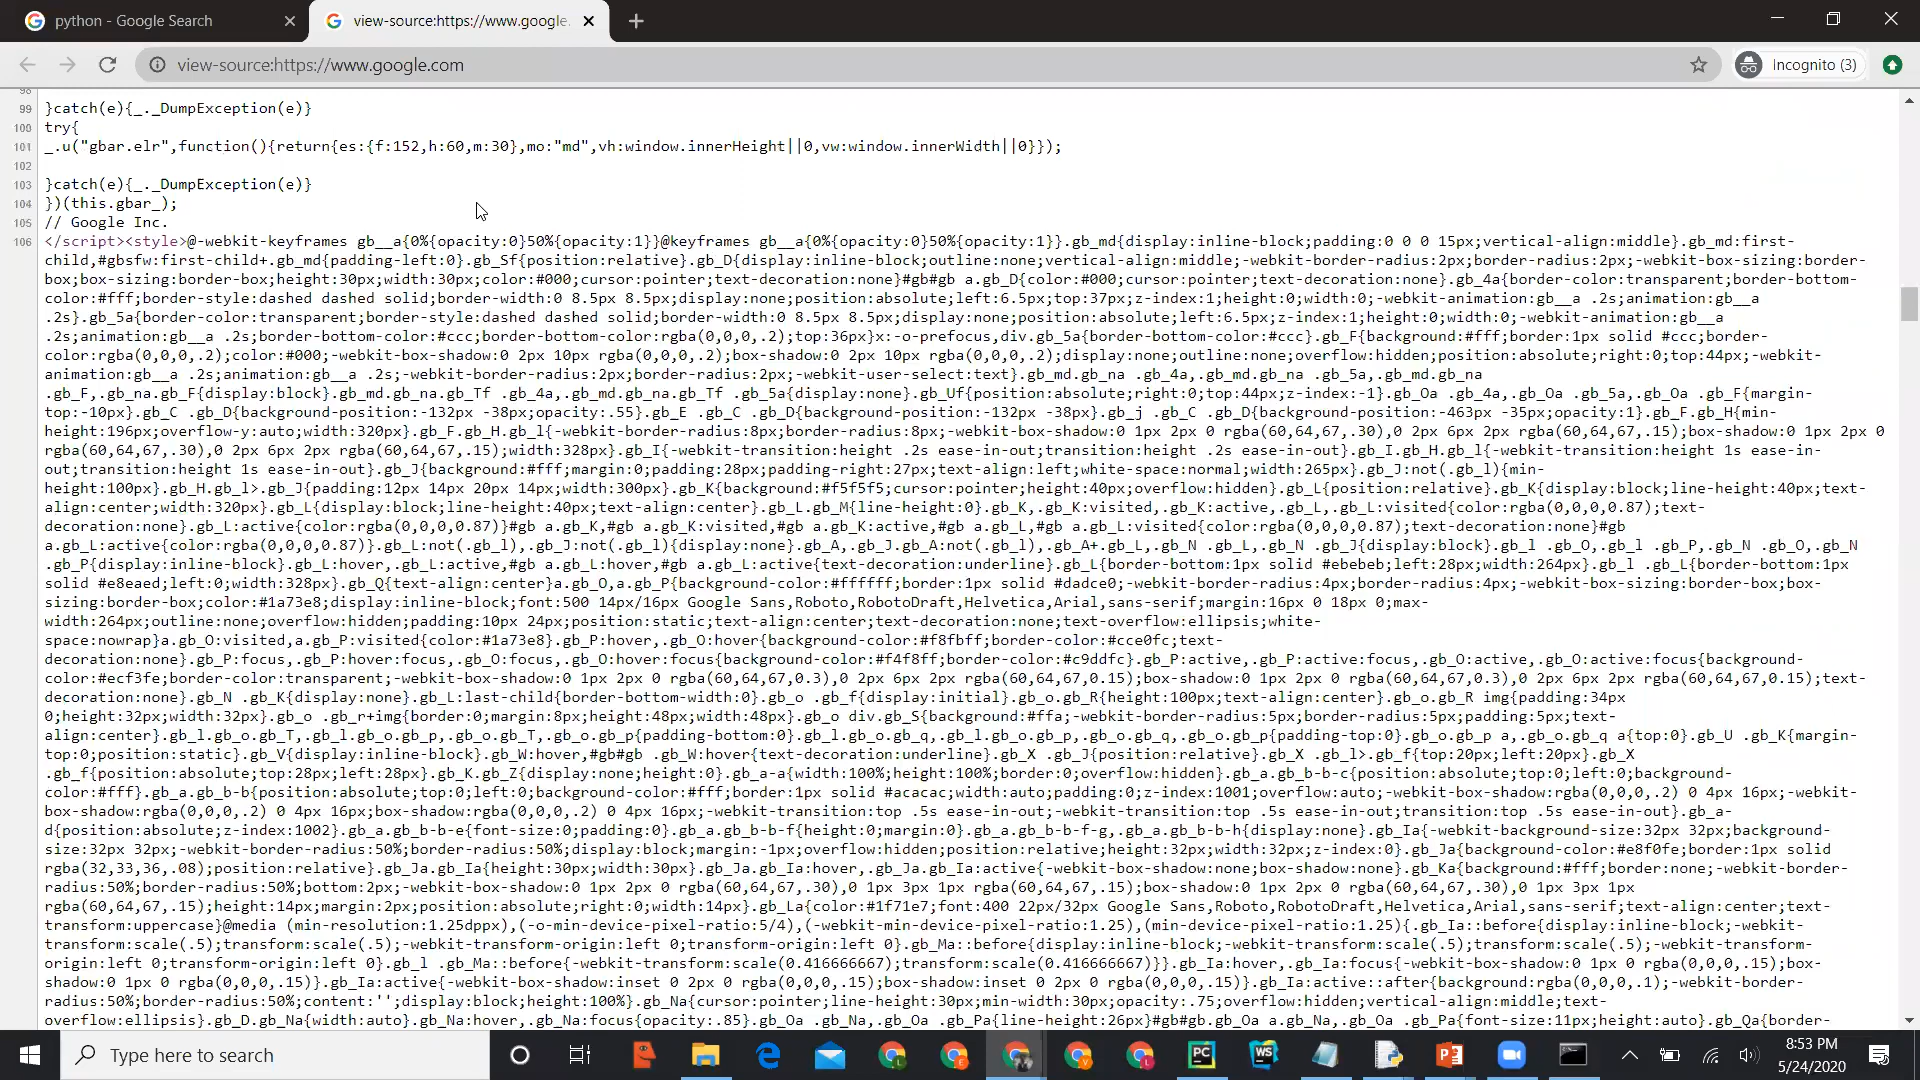 python - Google Search
view-source:https://www.google.
view-source:https://www.google.com
Incognito (3)
98
99 }catch(e){_._DumpException(e)}
100 try{
101 _.u("gbar.elr",function(){return{es:{f:152,h:60,m:30},mo:"md",vh:window.innerHeight||0,vw:window.innerWidth||0}});
102
103 }catch(e){_._DumpException(e)}
104 })(this.gbar_);
105 // Google Inc.
106 </script><style>@-webkit-keyframes gb__a{0%{opacity:0}50%{opacity:1}}@keyframes gb__a{0%{opacity:0}50%{opacity:1}}.gb_md{display:inline-block;padding:0 0 0 15px;vertical-align:middle}.gb_md:first-
child,#gbsfw:first-child+.gb_md{padding-left:0}.gb_Sf{position:relative}.gb_D{display:inline-block;outline:none;vertical-align:middle;-webkit-border-radius:2px;border-radius:2px;-webkit-box-sizing:border-
box;box-sizing:border-box;height:30px;width:30px;color:#000;cursor:pointer;text-decoration:none}#gb#gb a.gb_D{color:#000;cursor:pointer;text-decoration:none}.gb_4a{border-color:transparent;border-bottom-
color:#fff;border-style:dashed dashed solid;border-width:0 8.5px 8.5px;display:none;position:absolute;left:6.5px;top:37px;z-index:1;height:0;width:0;-webkit-animation:gb__a .2s;animation:gb__a
.2s}.gb_5a{border-color:transparent;border-style:dashed dashed solid;border-width:0 8.5px 8.5px;display:none;position:absolute;left:6.5px;z-index:1;height:0;width:0;-webkit-animation:gb__a
.2s;animation:gb__a .2s;border-bottom-color:#ccc;border-bottom-color:rgba(0,0,0,.2);top:36px}x:-o-prefocus,div.gb_5a{border-bottom-color:#ccc}.gb_F{background:#fff;border:1px solid #ccc;border-
color:rgba(0,0,0,.2);color:#000;-webkit-box-shadow:0 2px 10px rgba(0,0,0,.2);box-shadow:0 2px 10px rgba(0,0,0,.2);display:none;outline:none;overflow:hidden;position:absolute;right:0;top:44px;-webkit-
animation:gb__a .2s;animation:gb__a .2s;-webkit-border-radius:2px;border-radius:2px;-webkit-user-select:text}.gb_md.gb_na .gb_4a,.gb_md.gb_na .gb_5a,.gb_md.gb_na
.gb_F,.gb_na.gb_F{display:block}.gb_md.gb_na.gb_Tf .gb_4a,.gb_md.gb_na.gb_Tf .gb_5a{display:none}.gb_Uf{position:absolute;right:0;top:44px;z-index:-1}.gb_Oa .gb_4a,.gb_Oa .gb_5a,.gb_Oa .gb_F{margin-
top:-10px}.gb_C .gb_D{background-position:-132px -38px;opacity:.55}.gb_E .gb_C .gb_D{background-position:-132px -38px}.gb_j .gb_C .gb_D{background-position:-463px -35px;opacity:1}.gb_F.gb_H{min-
height:196px;overflow-y:auto;width:320px}.gb_F.gb_H.gb_l{-webkit-border-radius:8px;border-radius:8px;-webkit-box-shadow:0 1px 2px 0 rgba(60,64,67,.30),0 2px 6px 2px rgba(60,64,67,.15);box-shadow:0 1px 2px 0
rgba(60,64,67,.30),0 2px 6px 2px rgba(60,64,67,.15);width:328px}.gb_I{-webkit-transition:height .2s ease-in-out;transition:height .2s ease-in-out}.gb_I.gb_H.gb_l{-webkit-transition:height 1s ease-in-
out;transition:height 1s ease-in-out}.gb_J{background:#fff;margin:0;padding:28px;padding-right:27px;text-align:left;white-space:normal;width:265px}.gb_J:not(.gb_l){min-
height:100px}.gb_H.gb_l>.gb_J{padding:12px 14px 20px 14px;width:300px}.gb_K{background:#f5f5f5;cursor:pointer;height:40px;overflow:hidden}.gb_L{position:relative}.gb_K{display:block;line-height:40px;text-
align:center;width:320px}.gb_L{display:block;line-height:40px;text-align:center}.gb_L.gb_M{line-height:0}.gb_K,.gb_K:visited,.gb_K:active,.gb_L,.gb_L:visited{color:rgba(0,0,0,0.87);text-
decoration:none}.gb_L:active{color:rgba(0,0,0,0.87)}#gb a.gb_K,#gb a.gb_K:visited,#gb a.gb_K:active,#gb a.gb_L,#gb a.gb_L:visited{color:rgba(0,0,0,0.87);text-decoration:none}#gb
a.gb_L:active{color:rgba(0,0,0,0.87)}.gb_L:not(.gb_l),.gb_J:not(.gb_l){display:none}.gb_A,.gb_J.gb_A:not(.gb_l),.gb_A+.gb_L,.gb_N .gb_L,.gb_N .gb_J{display:block}.gb_l .gb_O,.gb_l .gb_P,.gb_N .gb_O,.gb_N
.gb_P{display:inline-block}.gb_L:hover,.gb_L:active,#gb a.gb_L:hover,#gb a.gb_L:active{text-decoration:underline}.gb_L{border-bottom:1px solid #ebebeb;left:28px;width:264px}.gb_l .gb_L{border-bottom:1px
solid #e8eaed;left:0;width:328px}.gb_Q{text-align:center}a.gb_O,a.gb_P{background-color:#ffffff;border:1px solid #dadce0;-webkit-border-radius:4px;border-radius:4px;-webkit-box-sizing:border-box;box-
sizing:border-box;color:#1a73e8;display:inline-block;font:500 14px/16px Google Sans,Roboto,RobotoDraft,Helvetica,Arial,sans-serif;margin:16px 0 18px 0;max-
width:264px;outline:none;overflow:hidden;padding:10px 24px;position:static;text-align:center;text-decoration:none;text-overflow:ellipsis;white-
space:nowrap}a.gb_O:visited,a.gb_P:visited{color:#1a73e8}.gb_P:hover,.gb_O:hover{background-color:#f8fbff;border-color:#cce0fc;text-
decoration:none}.gb_P:focus,.gb_P:hover:focus,.gb_O:focus,.gb_O:hover:focus{background-color:#f4f8ff;border-color:#c9ddfc}.gb_P:active,.gb_P:active:focus,.gb_O:active,.gb_O:active:focus{background-
color:#ecf3fe;border-color:transparent;-webkit-box-shadow:0 1px 2px 0 rgba(60,64,67,0.3),0 2px 6px 2px rgba(60,64,67,0.15);box-shadow:0 1px 2px 0 rgba(60,64,67,0.3),0 2px 6px 2px rgba(60,64,67,0.15);text-
decoration:none}.gb_N .gb_K{display:none}.gb_L:last-child{border-bottom-width:0}.gb_o .gb_f{display:initial}.gb_o.gb_R{height:100px;text-align:center}.gb_o.gb_R img{padding:34px
0;height:32px;width:32px}.gb_o .gb_r+img{border:0;margin:8px;height:48px;width:48px}.gb_o div.gb_S{background:#ffa;-webkit-border-radius:5px;border-radius:5px;padding:5px;text-
align:center}.gb_l.gb_o.gb_T,.gb_l.gb_o.gb_p,.gb_o.gb_T,.gb_o.gb_p{padding-bottom:0}.gb_l.gb_o.gb_q,.gb_l.gb_o.gb_p,.gb_o.gb_q,.gb_o.gb_p{padding-top:0}.gb_o.gb_p a,.gb_o.gb_q a{top:0}.gb_U .gb_K{margin-
top:0;position:static}.gb_V{display:inline-block}.gb_W:hover,#gb#gb .gb_W:hover{text-decoration:underline}.gb_X .gb_J{position:relative}.gb_X .gb_l>.gb_f{top:20px;left:20px}.gb_X
.gb_f{position:absolute;top:28px;left:28px}.gb_K.gb_Z{display:none;height:0}.gb_a-a{width:100%;height:100%;border:0;overflow:hidden}.gb_a.gb_b-b-c{position:absolute;top:0;left:0;background-
color:#fff}.gb_a.gb_b-b{position:absolute;top:0;left:0;background-color:#fff;border:1px solid #acacac;width:auto;padding:0;z-index:1001;overflow:auto;-webkit-box-shadow:rgba(0,0,0,.2) 0 4px 16px;-webkit-
box-shadow:rgba(0,0,0,.2) 0 4px 16px;box-shadow:rgba(0,0,0,.2) 0 4px 16px;-webkit-transition:top .5s ease-in-out;-webkit-transition:top .5s ease-in-out;transition:top .5s ease-in-out}.gb_a-
d{position:absolute;z-index:1002}.gb_a.gb_b-b-e{font-size:0;padding:0}.gb_a.gb_b-b-f{height:0;margin:0}.gb_a.gb_b-b-f-g,.gb_a.gb_b-b-h{display:none}.gb_Ia{-webkit-background-size:32px 32px;background-
size:32px 32px;-webkit-border-radius:50%;border-radius:50%;display:block;margin:-1px;overflow:hidden;position:relative;height:32px;width:32px;z-index:0}.gb_Ja{background-color:#e8f0fe;border:1px solid
rgba(32,33,36,.08);position:relative}.gb_Ja.gb_Ia{height:30px;width:30px}.gb_Ja.gb_Ia:hover,.gb_Ja.gb_Ia:active{-webkit-box-shadow:none;box-shadow:none}.gb_Ka{background:#fff;border:none;-webkit-border-
radius:50%;border-radius:50%;bottom:2px;-webkit-box-shadow:0 1px 2px 0 rgba(60,64,67,.30),0 1px 3px 1px rgba(60,64,67,.15);box-shadow:0 1px 2px 0 rgba(60,64,67,.30),0 1px 3px 1px
rgba(60,64,67,.15);height:14px;margin:2px;position:absolute;right:0;width:14px}.gb_La{color:#1f71e7;font:400 22px/32px Google Sans,Roboto,RobotoDraft,Helvetica,Arial,sans-serif;text-align:center;text-
transform:uppercase}@media (min-resolution:1.25dppx),(-o-min-device-pixel-ratio:5/4),(-webkit-min-device-pixel-ratio:1.25),(min-device-pixel-ratio:1.25){.gb_Ia::before{display:inline-block;-webkit-
transform:scale(.5);transform:scale(.5);-webkit-transform-origin:left 0;transform-origin:left 0}.gb_Ma::before{display:inline-block;-webkit-transform:scale(.5);transform:scale(.5);-webkit-transform-
origin:left 0;transform-origin:left 0}.gb_l .gb_Ma::before{-webkit-transform:scale(0.416666667);transform:scale(0.416666667)}}.gb_Ia:hover,.gb_Ia:focus{-webkit-box-shadow:0 1px 0 rgba(0,0,0,.15);box-
shadow:0 1px 0 rgba(0,0,0,.15)}.gb_Ia:active{-webkit-box-shadow:inset 0 2px 0 rgba(0,0,0,.15);box-shadow:inset 0 2px 0 rgba(0,0,0,.15)}.gb_Ia:active::after{background:rgba(0,0,0,.1);-webkit-border-
radius:50%;border-radius:50%;content:'';display:block;height:100%}.gb_Na{cursor:pointer;line-height:30px;min-width:30px;opacity:.75;overflow:hidden;vertical-align:middle;text-
overflow:ellipsis}.gb_D.gb_Na{width:auto}.gb_Na:hover,.gb_Na:focus{opacity:.85}.gb_Oa .gb_Na,.gb_Oa .gb_Pa{line-height:26px}#gb#gb.gb_Oa a.gb_Na,.gb_Oa .gb_Pa{font-size:11px;height:auto}.gb_Qa{border-
Type here to search
8:53 PM
5/24/2020